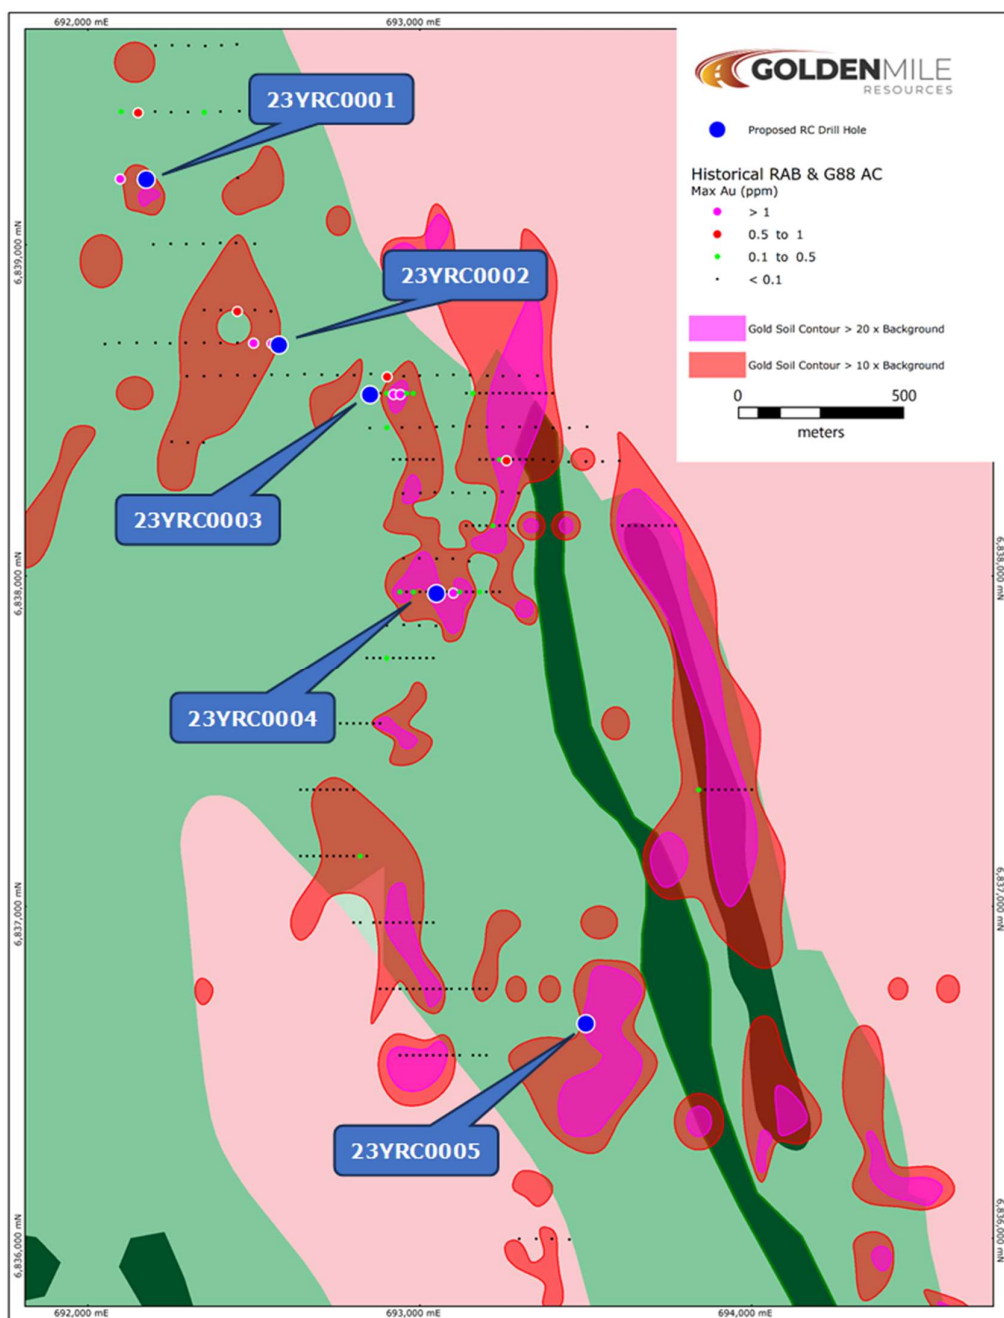 692,000 mE
693,000 mE
GOLDENMILE
RESOURCES
Proposed RC Drill Hole
Historical RAB & G88 AC
Max Au (ppm)
> 1
0.5 to 1
0.1 to 0.5
< 0.1
Gold Soil Contour > 20 x Background
Gold Soil Contour > 10 x Background
0
500
meters
23YRC0001
6,839,000 mN
23YRC0002
23YRC0003
6,838,000 mN
6,838,000 mN
23YRC0004
6,837,000 mN
6,837,000 mN
23YRC0005
6,836,000 mN
6,836,000 mN
692,000 mE
693,000 mE
694,000 mE